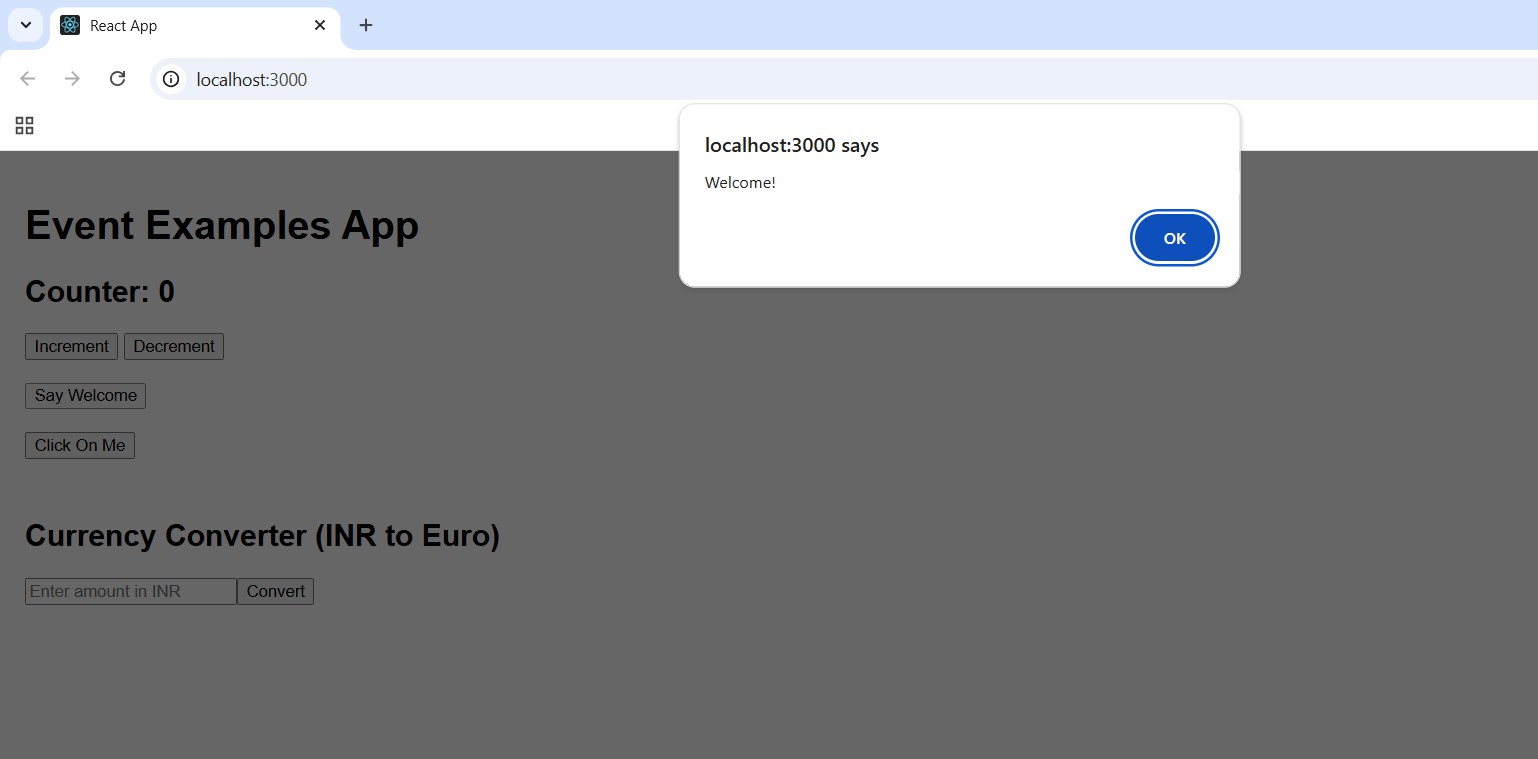 React App
localhost:3000
localhost:3000 says
Welcome!
OK
Event Examples App
Counter: 0
Increment Decrement
Say Welcome
Click On Me
Currency Converter (INR to Euro)
Enter amount in INR Convert